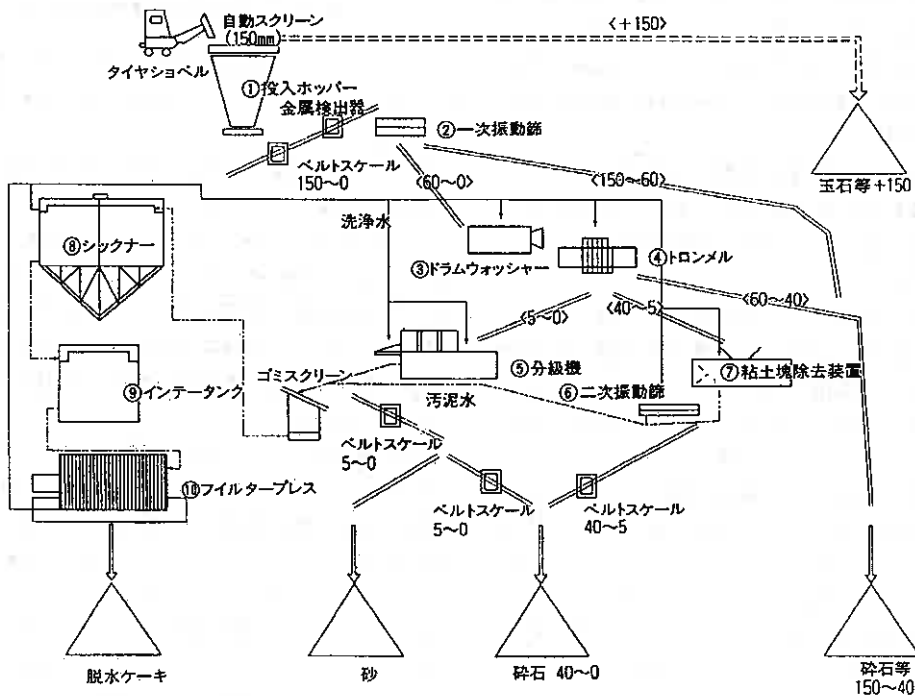 自動スクリーン
(150mm)
〈+150〉
タイヤショベル
①投入ホッパー
金属検出器
②一次振動篩
ベルトスケール
150～0
〈60～0〉
〈150～60〉
玉石等 +150
洗浄水
⑧シックナー
③ドラムウォッシャー
④トロンメル
〈60～40〉
〈5～0〉
〈40～5〉
⑤分級機
⑦粘土塊除去装置
ゴミスクリーン
⑨インテータンク
汚泥水
⑥二次振動篩
ベルトスケール
5～0
⑩フイルタープレス
ベルトスケール
5～0
ベルトスケール
40～5
脱水ケーキ
砂
砕石 40～0
砕石等
150～40